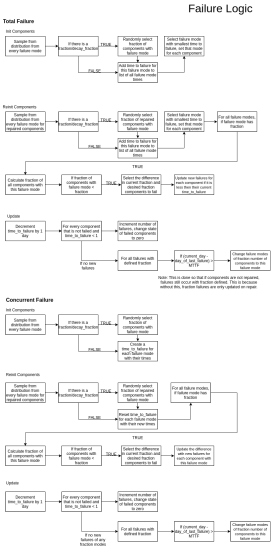 Failure Logic
Total Failure
Init Components
Sample from
distribution from
every failure mode
If there is a
fraction/decay_fraction
TRUE
Randomly select
fraction of
components with
failure mode
Select failure
mode with smallest
time to failure,
set that mode
for each component
FALSE
Add time to failure for
this failure mode to
list of failure mode
times
Reinit Components
Sample from
distribution from
every failure mode for
repaired components
If there is a
fraction/decay_fraction
TRUE
Randomly select
fraction of repaired
components with
failure mode
Select failure
mode with smallest
time to failure,
set that mode
for each component
For all failure modes,
if failure mode has
fraction
FALSE
Add time to failure for
this failure mode to
list of all failure mode
times
TRUE
Calculate fraction of
all components with
this failure mode
If fraction of
components with
failure mode <
fraction
TRUE
Select the difference
in current fraction and
desired fraction
components to fail
Update new failures for
each component if it is
less than their current
time_to_failure
Update
Decrement
time_to_failure by 1
day
For every component
that is not failed and
time_to_failure < 1
Increment number of
failures, change state
of failed components
to zero
If no new
failures
For all failures with
defined fraction
If (current_day -
day_of_last_failure) >
MTTF
Change failure modes
of fraction number of
components to this
failure mode
Note: This is done so that if components are not repaired,
failures still occur with fraction defined. This is because
without this, fraction failures are only updated on repair.
Concurrent Failure
Init Components
Sample from
distribution from
every failure mode
If there is a
fraction/decay_fraction
TRUE
Randomly select
fraction of
components with
failure mode
FALSE
Create a
time_to_failure for
each failure mode
with their times
Reinit Components
Sample from
distribution from
every failure mode for
repaired components
If there is a
fraction/decay_fraction
TRUE
Randomly select
fraction of repaired
components with
failure mode
For all failure modes,
if failure mode has
fraction
FALSE
Reset time_to_failure
for each failure mode
with their new times
TRUE
Calculate fraction of
all components with
this failure mode
If fraction of
components with
failure mode <
fraction
TRUE
Select the difference
in current fraction and
desired fraction
components to fail
Update the difference
with new failures for
each component with
this failure mode
Update
Decrement
time_to_failure by 1
day
For every component
that is not failed and
time_to_failure < 1
Increment number of
failures, change state
of failed components
to zero
If no new
failures of any
fraction modes
For all failures with
defined fraction
If (current_day -
day_of_last_failure) >
MTTF
Change failure modes
of fraction number of
components to this
failure mode